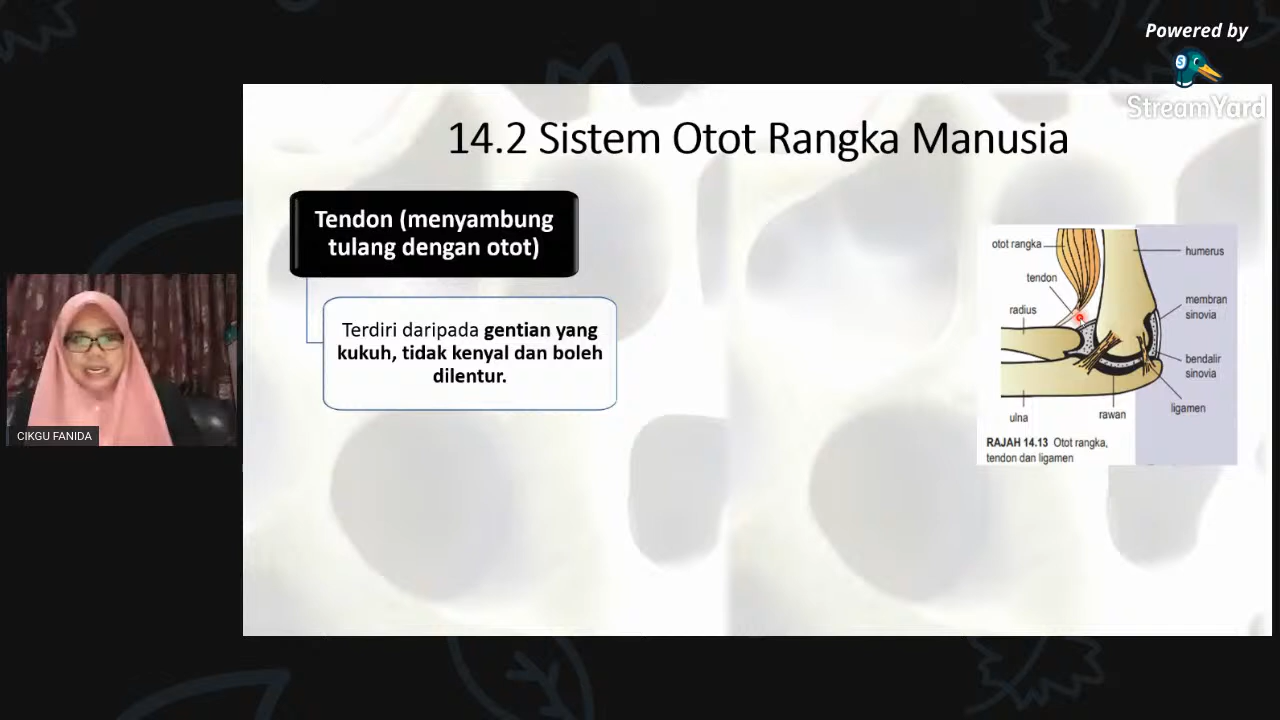 Powered by
StreamYard
14.2 Sistem Otot Rangka Manusia
Tendon (menyambung
tulang dengan otot)
Terdiri daripada gentian yang
kukuh, tidak kenyal dan boleh
dilentur.
otot rangka
tendon
radius
ulna
rawan
humerus
membran
sinovia
bendalir
sinovia
ligamen
RAJAH 14.13 Otot rangka,
tendon dan ligamen
CIKGU FANIDA